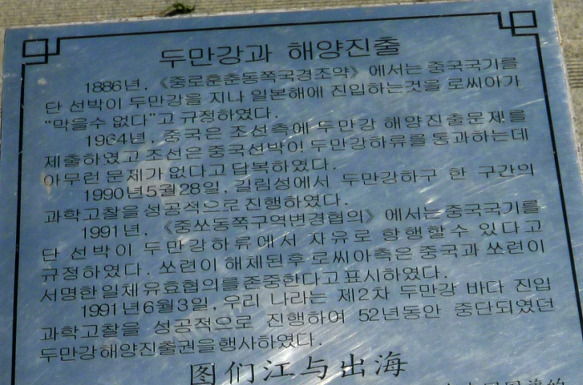 두만강과 해양진출
1886년, 《중로훈춘동쪽국경조약》에서는 중국국기를
단 선박이 두만강을 지나 일본해에 진입하는것을 로씨아가
“막을수 없다”고 규정하였다.
1964년, 중국은 조선측에 두만강 해양진출문제를
제출하였고 조선은 중국선박이 두만강하류를 통과하는데
아무런 문제가 없다고 답복하였다.
1990년5월28일, 길림성에서 두만강하구 한 구간의
과학고찰을 성공적으로 진행하였다.
1991년, 《중쏘동쪽구역변경협의》에서는 중국국기를
단 선박이 두만강하류에서 자유로 항행할수 있다고
규정하였다. 쏘련이 해체된후 로씨아측은 중국과 쏘련이
서명한 일체 유효협의를 존중한다고 표시하였다.
1991년6월3일, 우리 나라는 제2차 두만강 바다 진입
과학고찰을 성공적으로 진행하여 52년동안 중단되였던
두만강해양진출권을 행사하였다.
图们江与出海